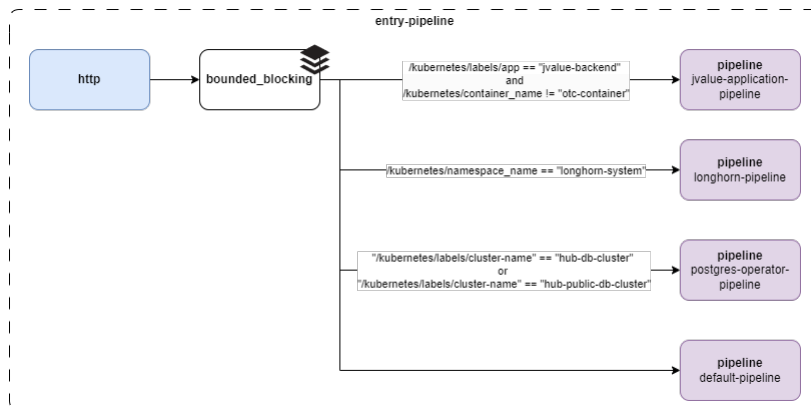 entry-pipeline
http
bounded_blocking
/kubernetes/labels/app == "jvalue-backend"
and
/kubernetes/container_name != "otc-container"
pipeline
jvalue-application-
pipeline
/kubernetes/namespace_name == "longhorn-system"
pipeline
longhorn-pipeline
"/kubernetes/labels/cluster-name" == "hub-db-cluster"
or
"/kubernetes/labels/cluster-name" == "hub-public-db-cluster"
pipeline
postgres-operator-
pipeline
pipeline
default-pipeline